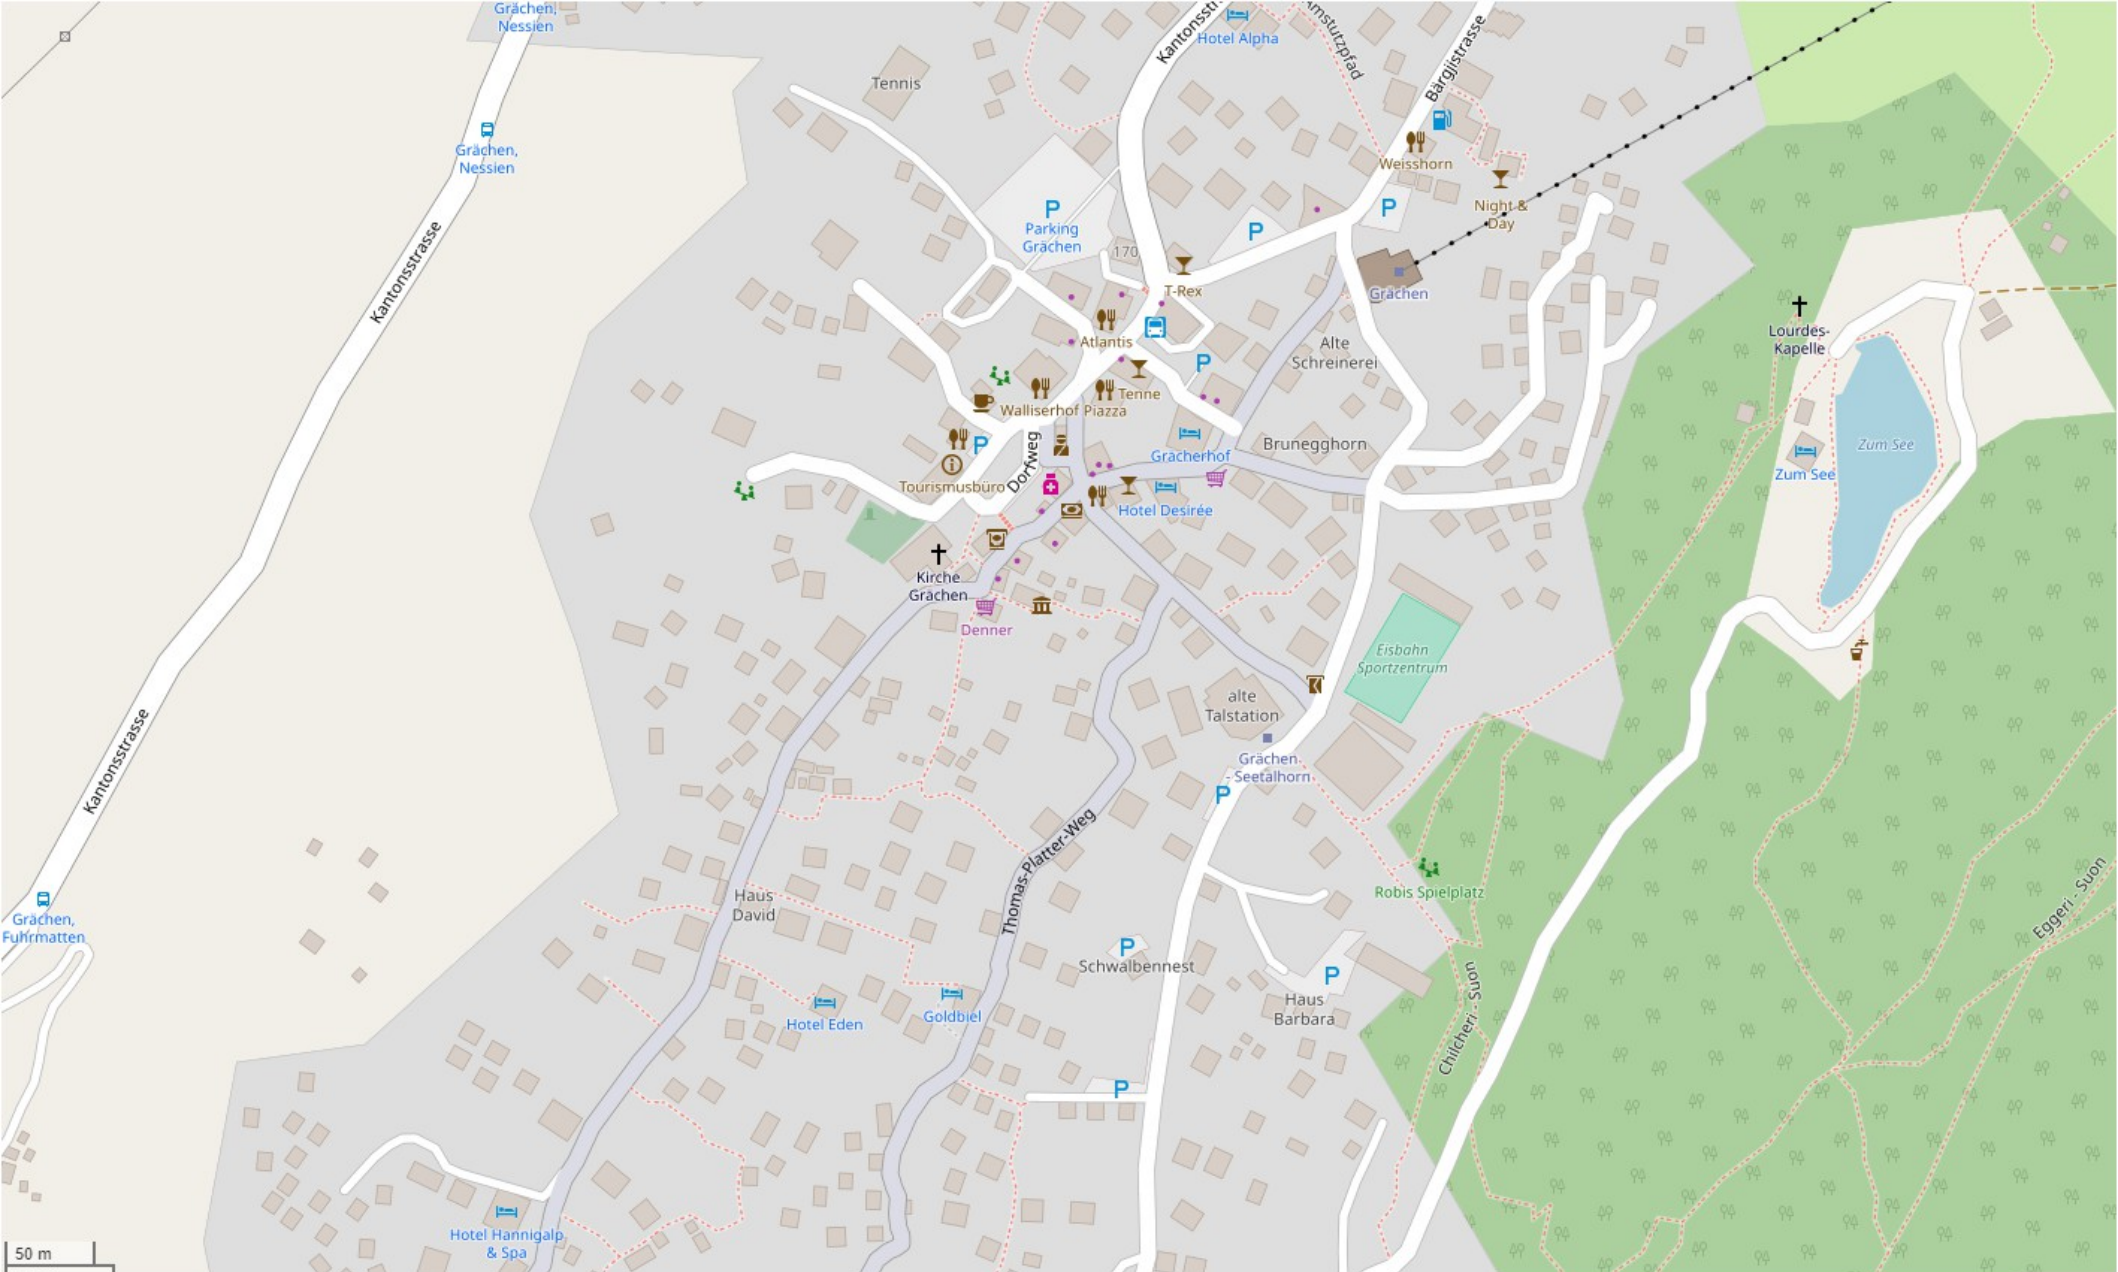 Grächen,
Nessien
Kantonsstr
Hotel Alpha
Arnstutzpfad
Bärgjistrasse
Tennis
Grächen,
Nessien
Weisshorn
Night &
Day
P
Parking
Grächen
P
P
Kantonsstrasse
170
T-Rex
Grächen
Lourdes-
Kapelle
Atlantis
Alte
Schreinerei
P
Tenne
Walliserhof
Piazza
P
Dorfweg
Tourismusbüro
Grächerhof
Brunegghorn
Zum See
Zum See
Hotel Desirée
Kirche
Grächen
Denner
Eisbahn
Sportzentrum
alte
Talstation
Grächen
- Seetalhorn
P
Kantonsstrasse
Thomas-Platter-Weg
Robis Spielplatz
Haus
David
Grächen,
Fuhrmatten
Eggeri - Suon
P
Schwalbennest
P
Haus
Barbara
Chilcheri - Suon
Hotel Eden
Goldbiel
P
Hotel Hannigalp
& Spa
50 m